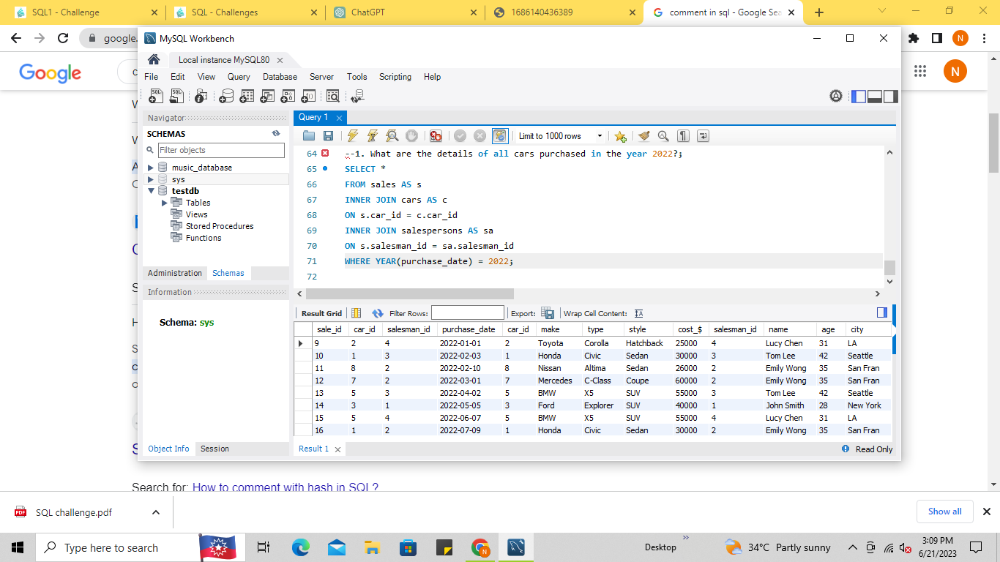 SQL1 - Challenge
SQL - Challenges
ChatGPT
1686140436389
comment in sql - Google Sea
google.
N
Google
c
N
MySQL Workbench
Local instance MySQL80
File Edit View Query Database Server Tools Scripting Help
Navigator
SCHEMAS
Filter objects
music_database
sys
testdb
Tables
Views
Stored Procedures
Functions
Administration Schemas
Information
Schema: sys
Object Info Session
Query 1
Limit to 1000 rows
64 --1. What are the details of all cars purchased in the year 2022?;
65 SELECT *
66 FROM sales AS s
67 INNER JOIN cars AS c
68 ON s.car_id = c.car_id
69 INNER JOIN salespersons AS sa
70 ON s.salesman_id = sa.salesman_id
71 WHERE YEAR(purchase_date) = 2022;
72
Result Grid Filter Rows: Export: Wrap Cell Content:
sale_id car_id salesman_id purchase_date car_id make type style cost_$ salesman_id name age city
9 2 4 2022-01-01 2 Toyota Corolla Hatchback 25000 4 Lucy Chen 31 LA
10 1 3 2022-02-03 1 Honda Civic Sedan 30000 3 Tom Lee 42 Seattle
11 8 2 2022-02-10 8 Nissan Altima Sedan 26000 2 Emily Wong 35 San Fran
12 7 2 2022-03-01 7 Mercedes C-Class Coupe 60000 2 Emily Wong 35 San Fran
13 5 3 2022-04-02 5 BMW X5 SUV 55000 3 Tom Lee 42 Seattle
14 3 1 2022-05-05 3 Ford Explorer SUV 40000 1 John Smith 28 New York
15 5 4 2022-06-07 5 BMW X5 SUV 55000 4 Lucy Chen 31 LA
16 1 2 2022-07-09 1 Honda Civic Sedan 30000 2 Emily Wong 35 San Fran
Result 1
Read Only
Search for: How to comment with hash in SQL?
SQL challenge.pdf
Show all
Type here to search
Desktop
34°C Partly sunny
3:09 PM
6/21/2023